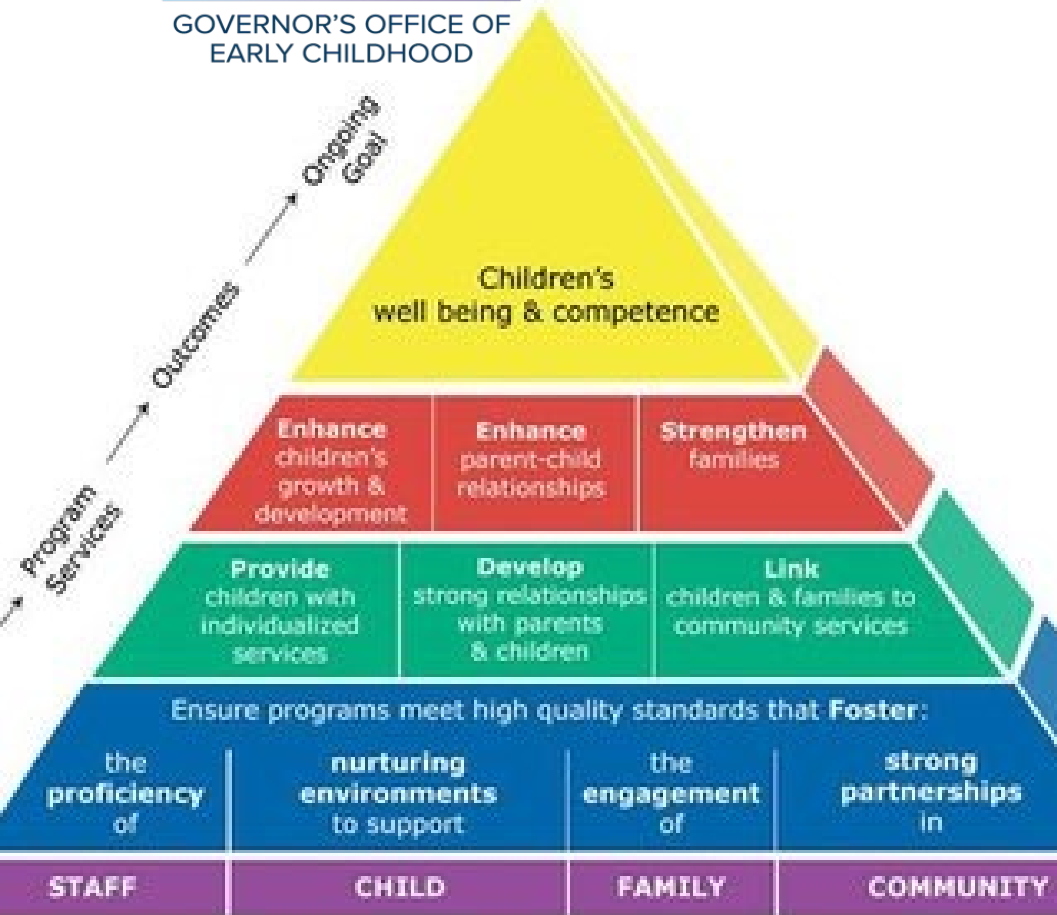 GOVERNOR'S OFFICE OF
EARLY CHILDHOOD
Ongoing
Goal
Outcomes
Program
Services
Children's
well being & competence
Enhance
children's
growth &
development
Enhance
parent-child
relationships
Strengthen
families
Provide
children with
individualized
services
Develop
strong relationships
with parents
& children
Link
children & families to
community services
Ensure programs meet high quality standards that Foster:
the
proficiency
of
nurturing
environments
to support
the
engagement
of
strong
partnerships
in
STAFF
CHILD
FAMILY
COMMUNITY